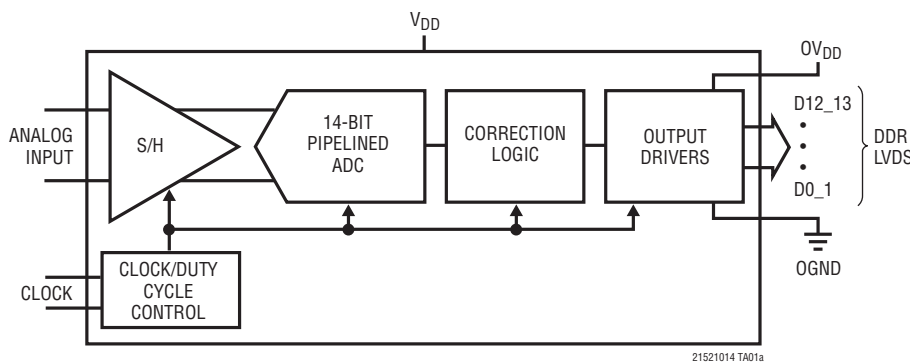 VDD
OVDD
ANALOG
INPUT
S/H
14-BIT
PIPELINED
ADC
CORRECTION
LOGIC
OUTPUT
DRIVERS
D12_13
•
•
•
D0_1
DDR
LVDS
OGND
CLOCK
CLOCK/DUTY
CYCLE
CONTROL
21521014 TA01a